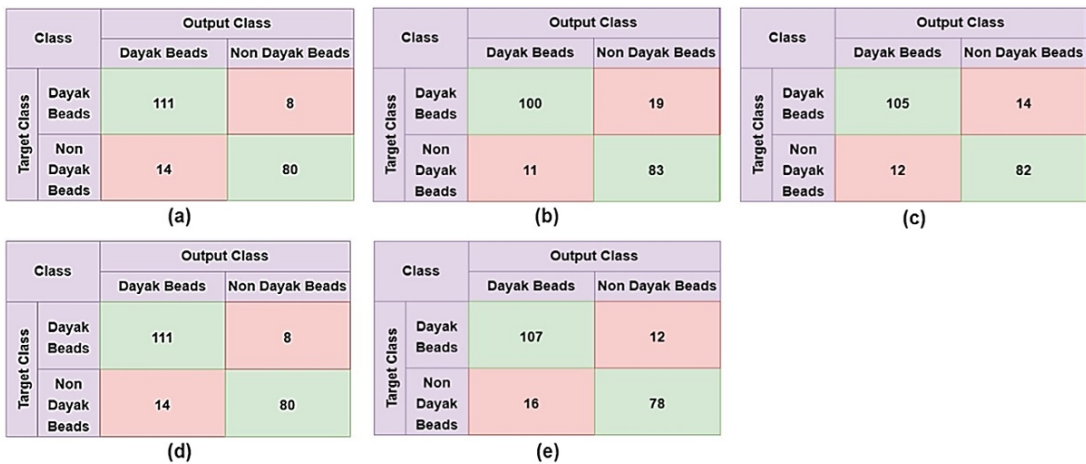 Class
Output Class
Dayak Beads
Non Dayak Beads
Target Class
Dayak
Beads
111
8
Non
Dayak
Beads
14
80
(a)
Class
Output Class
Dayak Beads
Non Dayak Beads
Target Class
Dayak
Beads
100
19
Non
Dayak
Beads
11
83
(b)
Class
Output Class
Dayak Beads
Non Dayak Beads
Target Class
Dayak
Beads
105
14
Non
Dayak
Beads
12
82
(c)
Class
Output Class
Dayak Beads
Non Dayak Beads
Target Class
Dayak
Beads
111
8
Non
Dayak
Beads
14
80
(d)
Class
Output Class
Dayak Beads
Non Dayak Beads
Target Class
Dayak
Beads
107
12
Non
Dayak
Beads
16
78
(e)